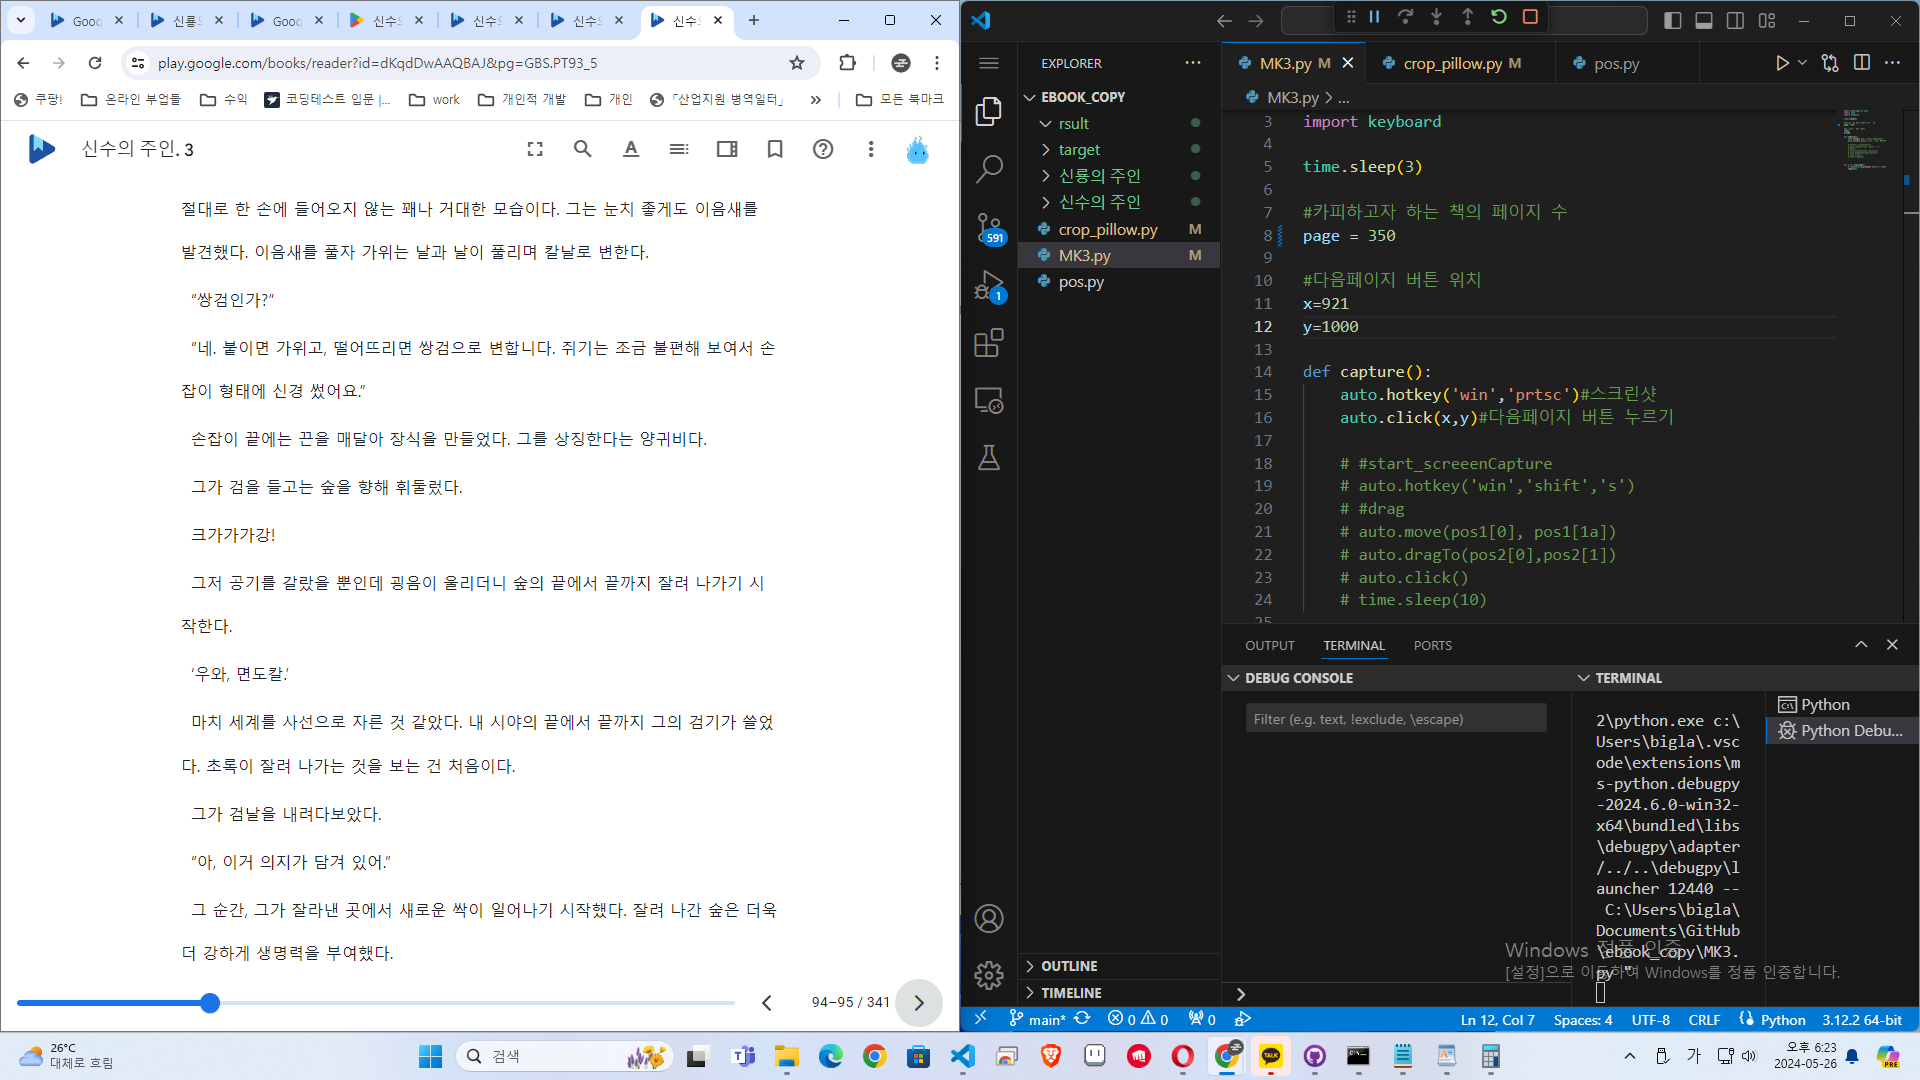 Goog
신룡
Goog
신수
신수
신수
신수
play.google.com/books/reader?id=dKqdDwAAQBAJ&pg=GBS.PT93_5
쿠팡!
온라인 부업들
수익
코딩테스트 입문 |...
work
개인적 개발
개인
「산업지원 병역일터」
»
모든 북마크
신수의 주인. 3
절대로 한 손에 들어오지 않는 꽤나 거대한 모습이다. 그는 눈치 좋게도 이음새를
발견했다. 이음새를 풀자 가위는 날과 날이 풀리며 칼날로 변한다.
“쌍검인가?”
“네. 붙이면 가위고, 떨어뜨리면 쌍검으로 변합니다. 쥐기는 조금 불편해 보여서 손
잡이 형태에 신경 썼어요.”
손잡이 끝에는 끈을 매달아 장식을 만들었다. 그를 상징한다는 양귀비다.
그가 검을 들고는 숲을 향해 휘둘렀다.
크가가가강!
그저 공기를 갈랐을 뿐인데 굉음이 울리더니 숲의 끝에서 끝까지 잘려 나가기 시
작한다.
‘우와, 면도칼.’
마치 세계를 사선으로 자른 것 같았다. 내 시야의 끝에서 끝까지 그의 검기가 쓸었
다. 초록이 잘려 나가는 것을 보는 건 처음이다.
그가 검날을 내려다보았다.
“아, 이거 의지가 담겨 있어.”
그 순간, 그가 잘라낸 곳에서 새로운 싹이 일어나기 시작했다. 잘려 나간 숲은 더욱
더 강하게 생명력을 부여했다.
94–95 / 341
EXPLORER
EBOOK_COPY
rsult
target
신룡의 주인
신수의 주인
crop_pillow.py M
MK3.py M
pos.py
591
1
OUTLINE
TIMELINE
MK3.py M
crop_pillow.py M
pos.py
MK3.py > ...
3 import keyboard
4
5 time.sleep(3)
6
7 #카피하고자 하는 책의 페이지 수
8 page = 350
9
10 #다음페이지 버튼 위치
11 x=921
12 y=1000
13
14 def capture():
15 auto.hotkey('win','prtsc')#스크린샷
16 auto.click(x,y)#다음페이지 버튼 누르기
17
18 # #start_screeenCapture
19 # auto.hotkey('win','shift','s')
20 # #drag
21 # auto.move(pos1[0], pos1[1a])
22 # auto.dragTo(pos2[0],pos2[1])
23 # auto.click()
24 # time.sleep(10)
25
OUTPUT
TERMINAL
PORTS
DEBUG CONSOLE
Filter (e.g. text, !exclude, \escape)
TERMINAL
2\python.exe c:\
Users\bigla\.vsc
ode\extensions\m
s-python.debugpy
-2024.6.0-win32-
x64\bundled\libs
\debugpy\adapter
/../..\debugpy\l
auncher 12440 --
C:\Users\bigla\
Documents\GitHub
\ebook_copy\MK3.
py "
Python
Python Debu...
Windows 정품 인증
[설정]으로 이동하여 Windows를 정품 인증합니다.
main*
0
0
0
Ln 12, Col 7
Spaces: 4
UTF-8
CRLF
Python
3.12.2 64-bit
26°C
대체로 흐림
검색
TALK
가
오후 6:23
2024-05-26
PRE